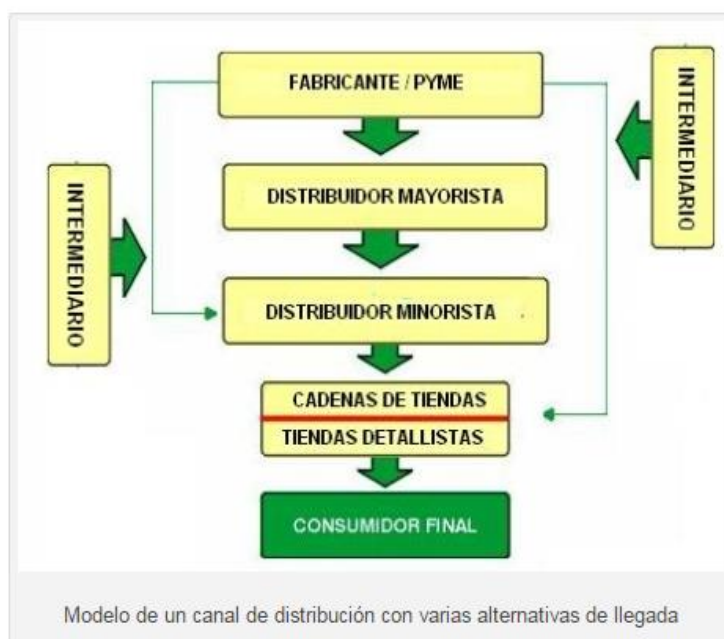 FABRICANTE / PYME
INTERMEDIARIO
DISTRIBUIDOR MAYORISTA
INTERMEDIARIO
DISTRIBUIDOR MINORISTA
CADENAS DE TIENDAS
TIENDAS DETALLISTAS
CONSUMIDOR FINAL
Modelo de un canal de distribución con varias alternativas de llegada